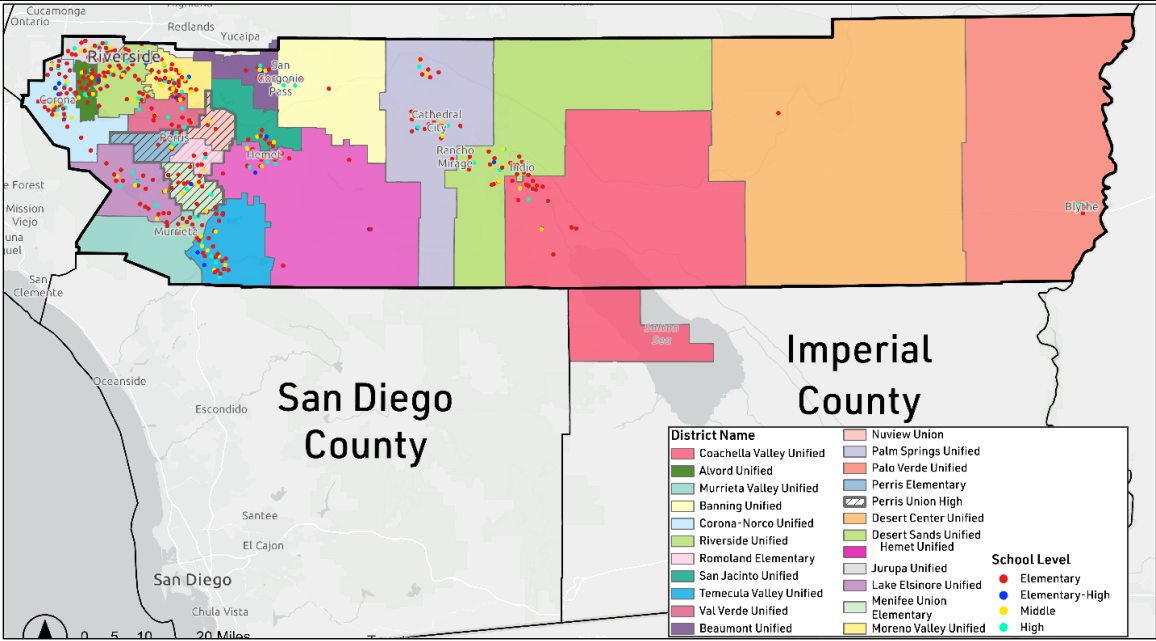 Cucamonga
Ontario
Redlands
Yucaipa
Riverside
San
Gorgonio
Pass
Corona
Cathedral
City
Perris
Hemet
Rancho
Mirage
Indio
e Forest
Mission
Viejo
una
guel
Murrieta
Blythe
San
Clemente
Salton
Sea
Imperial
County
Oceanside
San Diego
County
Escondido
Santee
El Cajon
San Diego
Chula Vista
0 5 10 20 Miles
District Name
Coachella Valley Unified
Alvord Unified
Murrieta Valley Unified
Banning Unified
Corona-Norco Unified
Riverside Unified
Romoland Elementary
San Jacinto Unified
Temecula Valley Unified
Val Verde Unified
Beaumont Unified
Nuview Union
Palm Springs Unified
Palo Verde Unified
Perris Elementary
Perris Union High
Desert Center Unified
Desert Sands Unified
Hemet Unified
Jurupa Unified
Lake Elsinore Unified
Menifee Union
Elementary
Moreno Valley Unified
School Level
Elementary
Elementary-High
Middle
High